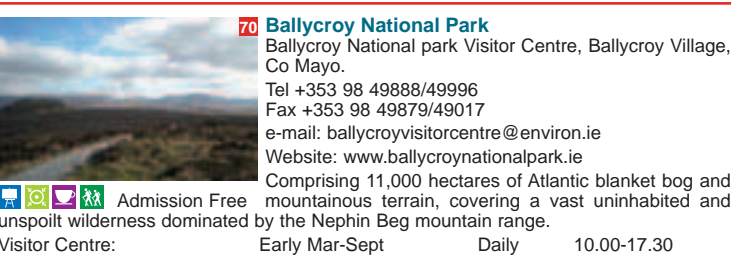 70 Ballycroy National Park
Ballycroy National park Visitor Centre, Ballycroy Village,
Co Mayo.
Tel +353 98 49888/49996
Fax +353 98 49879/49017
e-mail: ballycroyvisitorcentre@environ.ie
Website: www.ballycroynationalpark.ie
Comprising 11,000 hectares of Atlantic blanket bog and
Admission Free mountainous terrain, covering a vast uninhabited and
unspoilt wilderness dominated by the Nephin Beg mountain range.
Visitor Centre: Early Mar-Sept Daily 10.00-17.30